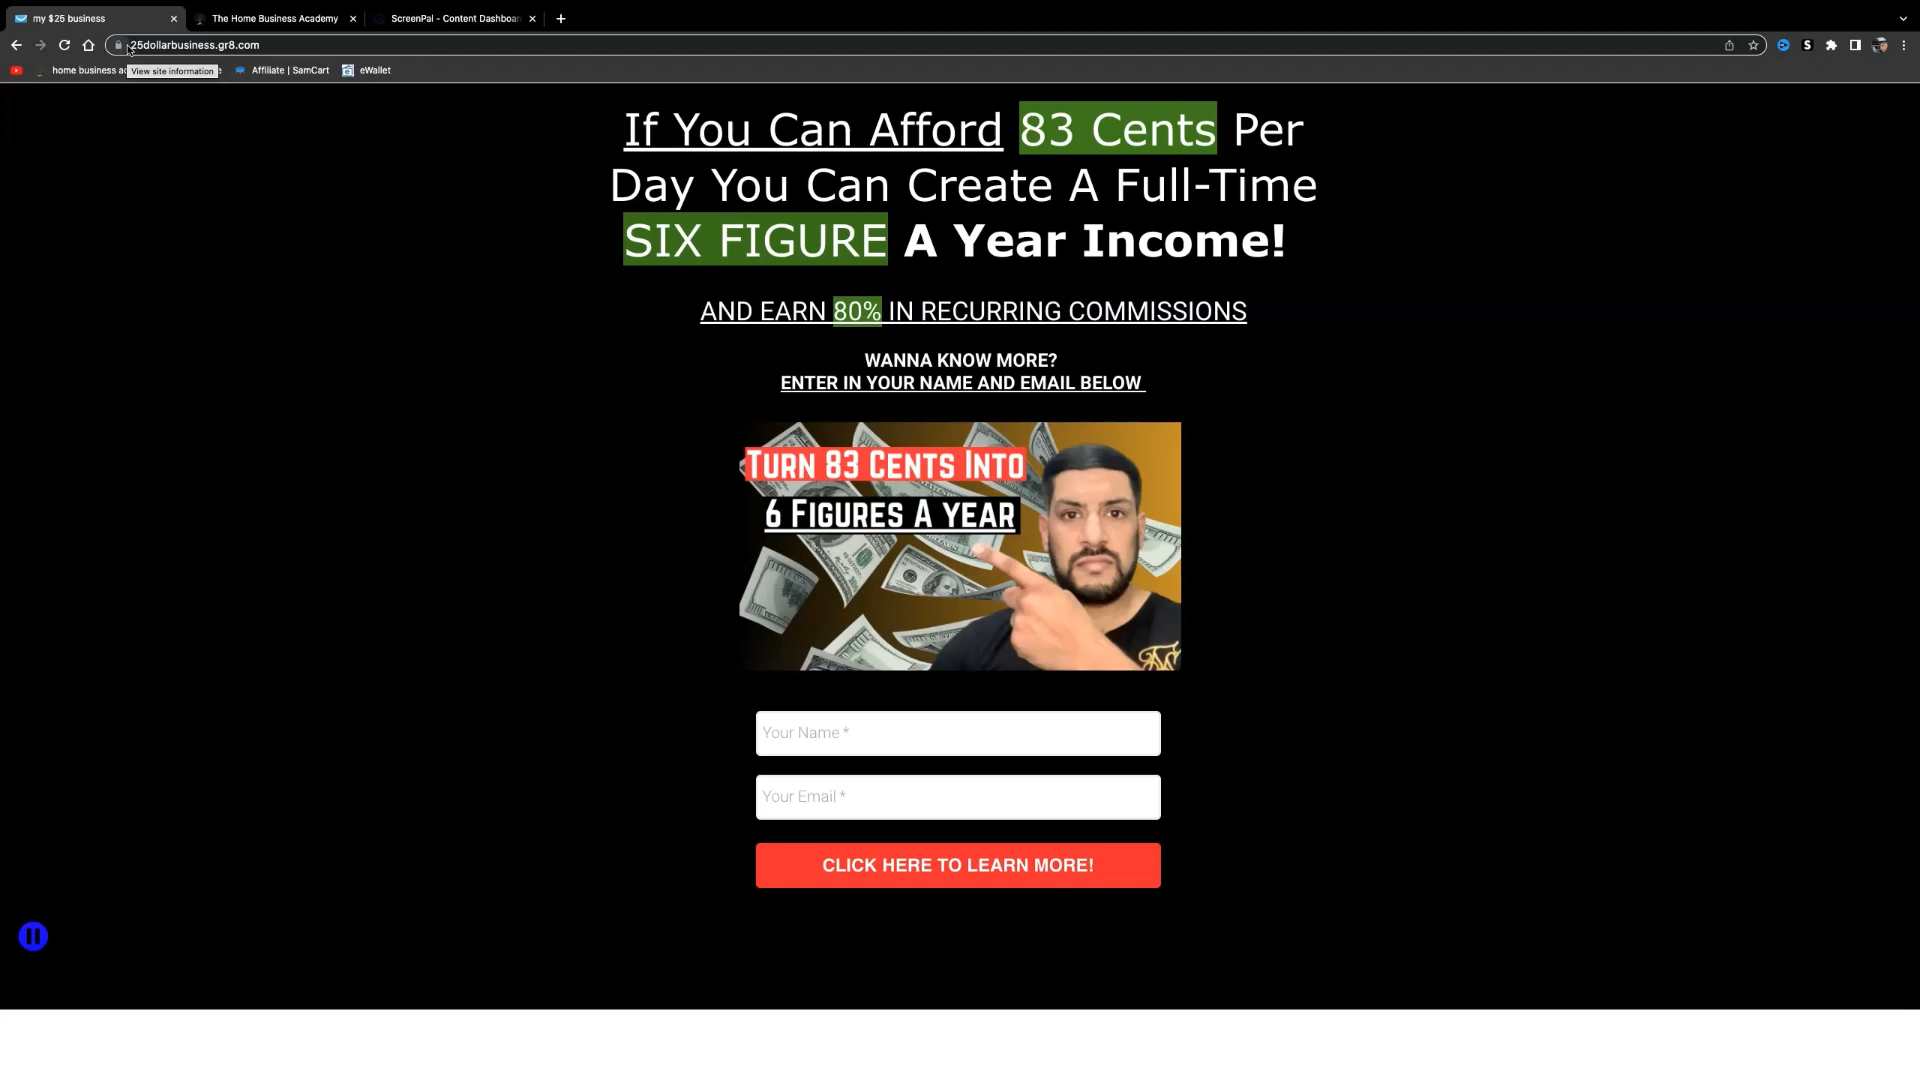 my $25 business
The Home Business Academy
ScreenPal - Content Dashboar
25dollarbusiness.gr8.com
home business ac
View site information
Affiliate | SamCart
eWallet
If You Can Afford 83 Cents Per
Day You Can Create A Full-Time
SIX FIGURE A Year Income!
AND EARN 80% IN RECURRING COMMISSIONS
WANNA KNOW MORE?
ENTER IN YOUR NAME AND EMAIL BELOW
TURN 83 CENTS INTO
6 FIGURES A YEAR
Your Name *
Your Email *
CLICK HERE TO LEARN MORE!